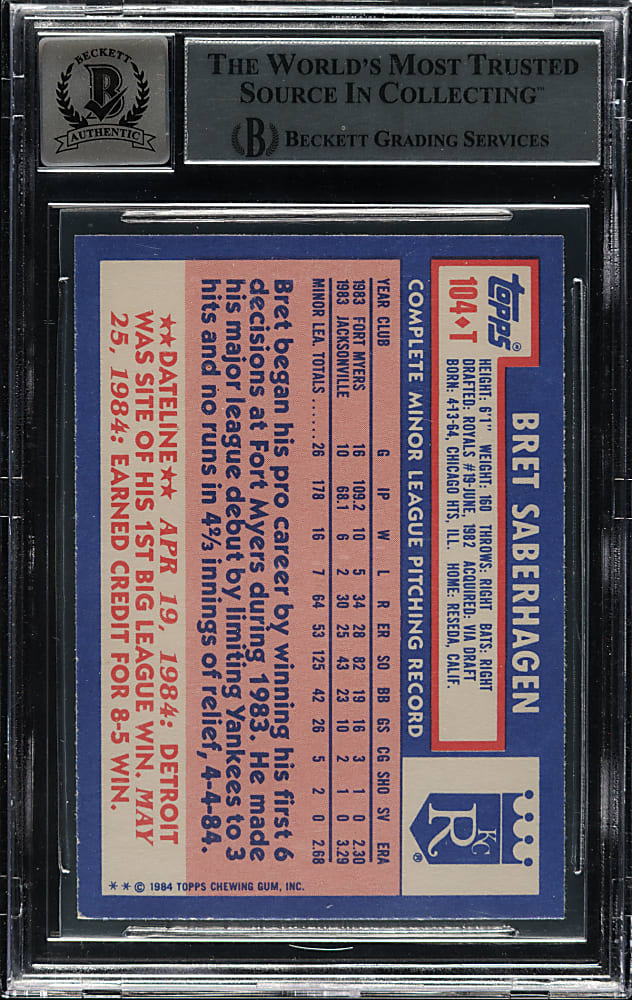 BECKETT
B
AUTHENTIC
THE WORLD'S MOST TRUSTED
SOURCE IN COLLECTING™
B BECKETT GRADING SERVICES
BRET SABERHAGEN
topps®
104♦T
HEIGHT: 6'1" WEIGHT: 160 THROWS: RIGHT BATS: RIGHT
DRAFTED: ROYALS #19-JUNE, 1982 ACQUIRED: VIA DRAFT
BORN: 4-13-64, CHICAGO HTS, ILL. HOME: RESEDA, CALIF.
KC
R
®
COMPLETE MINOR LEAGUE PITCHING RECORD
YEAR CLUB G IP W L R ER SO BB GS CG SHO SV ERA
1983 FORT MYERS 16 109.2 10 5 34 28 82 19 16 3 1 0 2.30
1983 JACKSONVILLE 10 68.1 6 2 30 25 43 23 10 2 1 0 3.29
MINOR LEA. TOTALS ...... 26 178 16 7 64 53 125 42 26 5 2 0 2.68
Bret began his pro career by winning his first 6
decisions at Fort Myers during 1983. He made
his major league debut by limiting Yankees to 3
hits and no runs in 4⅔ innings of relief, 4-4-84.
★★DATELINE★★ APR 19, 1984: DETROIT
WAS SITE OF HIS 1ST BIG LEAGUE WIN. MAY
25, 1984: EARNED CREDIT FOR 8-5 WIN.
* * © 1984 TOPPS CHEWING GUM, INC.